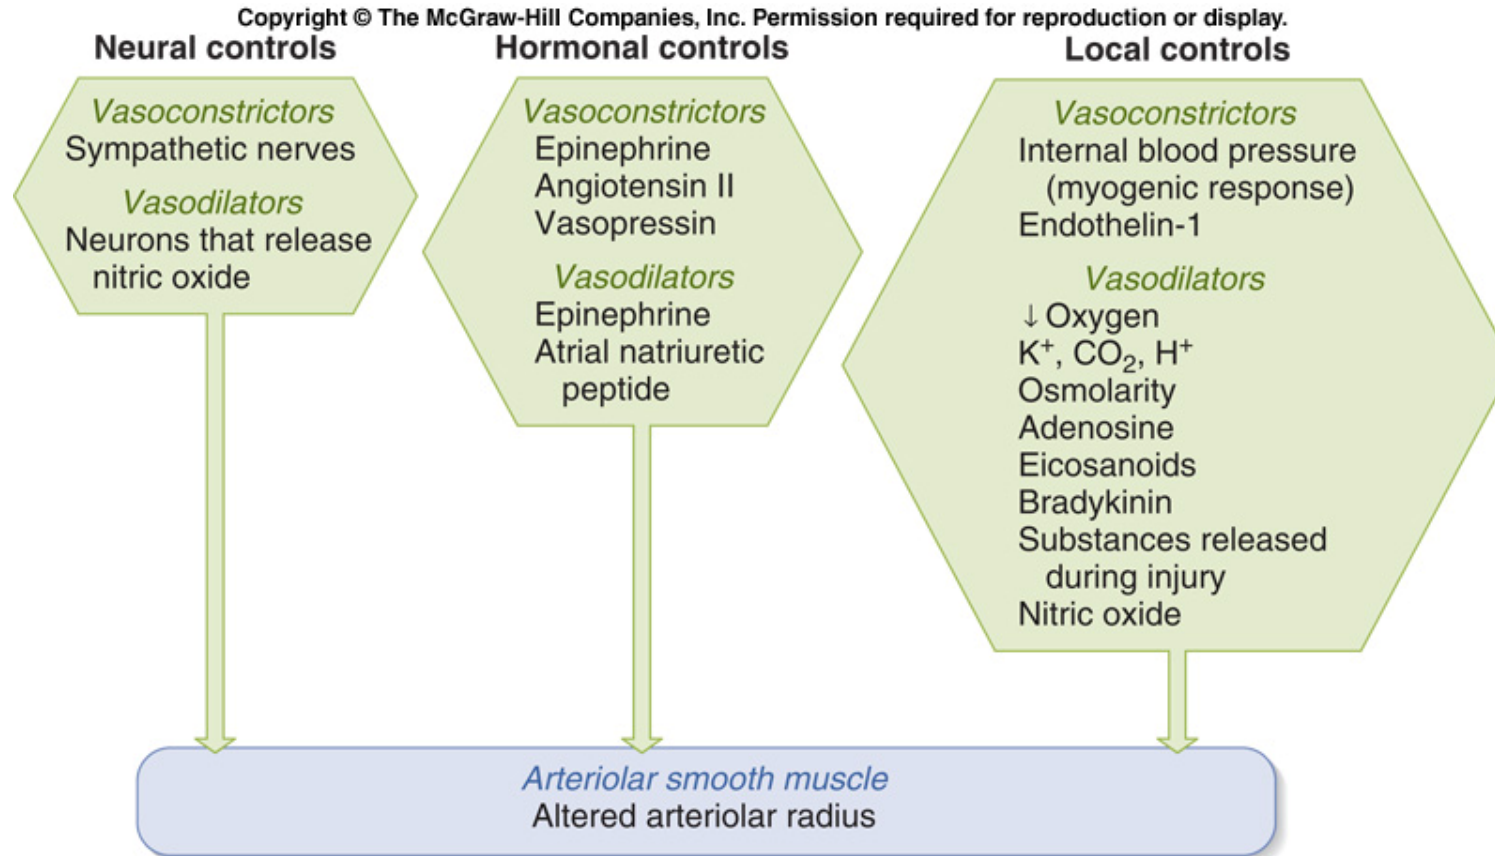 Copyright © The McGraw-Hill Companies, Inc. Permission required for reproduction or display.
Neural controls
Vasoconstrictors
Sympathetic nerves
Vasodilators
Neurons that release
nitric oxide
Hormonal controls
Vasoconstrictors
Epinephrine
Angiotensin II
Vasopressin
Vasodilators
Epinephrine
Atrial natriuretic
peptide
Local controls
Vasoconstrictors
Internal blood pressure
(myogenic response)
Endothelin-1
Vasodilators
↓Oxygen
K⁺, CO₂, H⁺
Osmolarity
Adenosine
Eicosanoids
Bradykinin
Substances released
during injury
Nitric oxide
Arteriolar smooth muscle
Altered arteriolar radius